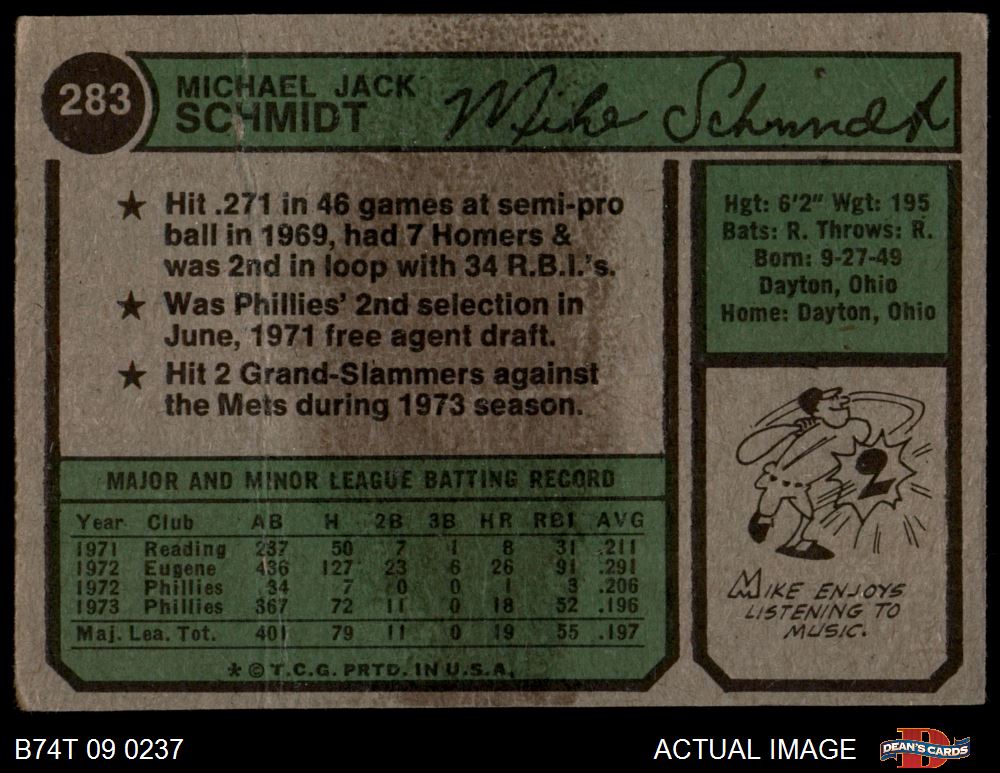 283
MICHAEL JACK
SCHMIDT
Mike Schmidt
★ Hit .271 in 46 games at semi-pro
ball in 1969, had 7 Homers &
was 2nd in loop with 34 R.B.I.'s.
★ Was Phillies' 2nd selection in
June, 1971 free agent draft.
★ Hit 2 Grand-Slammers against
the Mets during 1973 season.
Hgt: 6'2" Wgt: 195
Bats: R. Throws: R.
Born: 9-27-49
Dayton, Ohio
Home: Dayton, Ohio
MAJOR AND MINOR LEAGUE BATTING RECORD
Year Club AB H 2B 3B HR RBI AVG
1971 Reading 237 50 7 1 8 31 .211
1972 Eugene 436 127 23 6 26 91 .291
1972 Phillies 34 7 0 0 1 3 .206
1973 Phillies 367 72 11 0 18 52 .196
Maj. Lea. Tot. 401 79 11 0 19 55 .197
* © T.C.G. PRTD. IN U.S.A.
2
MIKE ENJOYS
LISTENING TO
MUSIC.
B74T 09 0237
ACTUAL IMAGE
DEAN'S CARDS